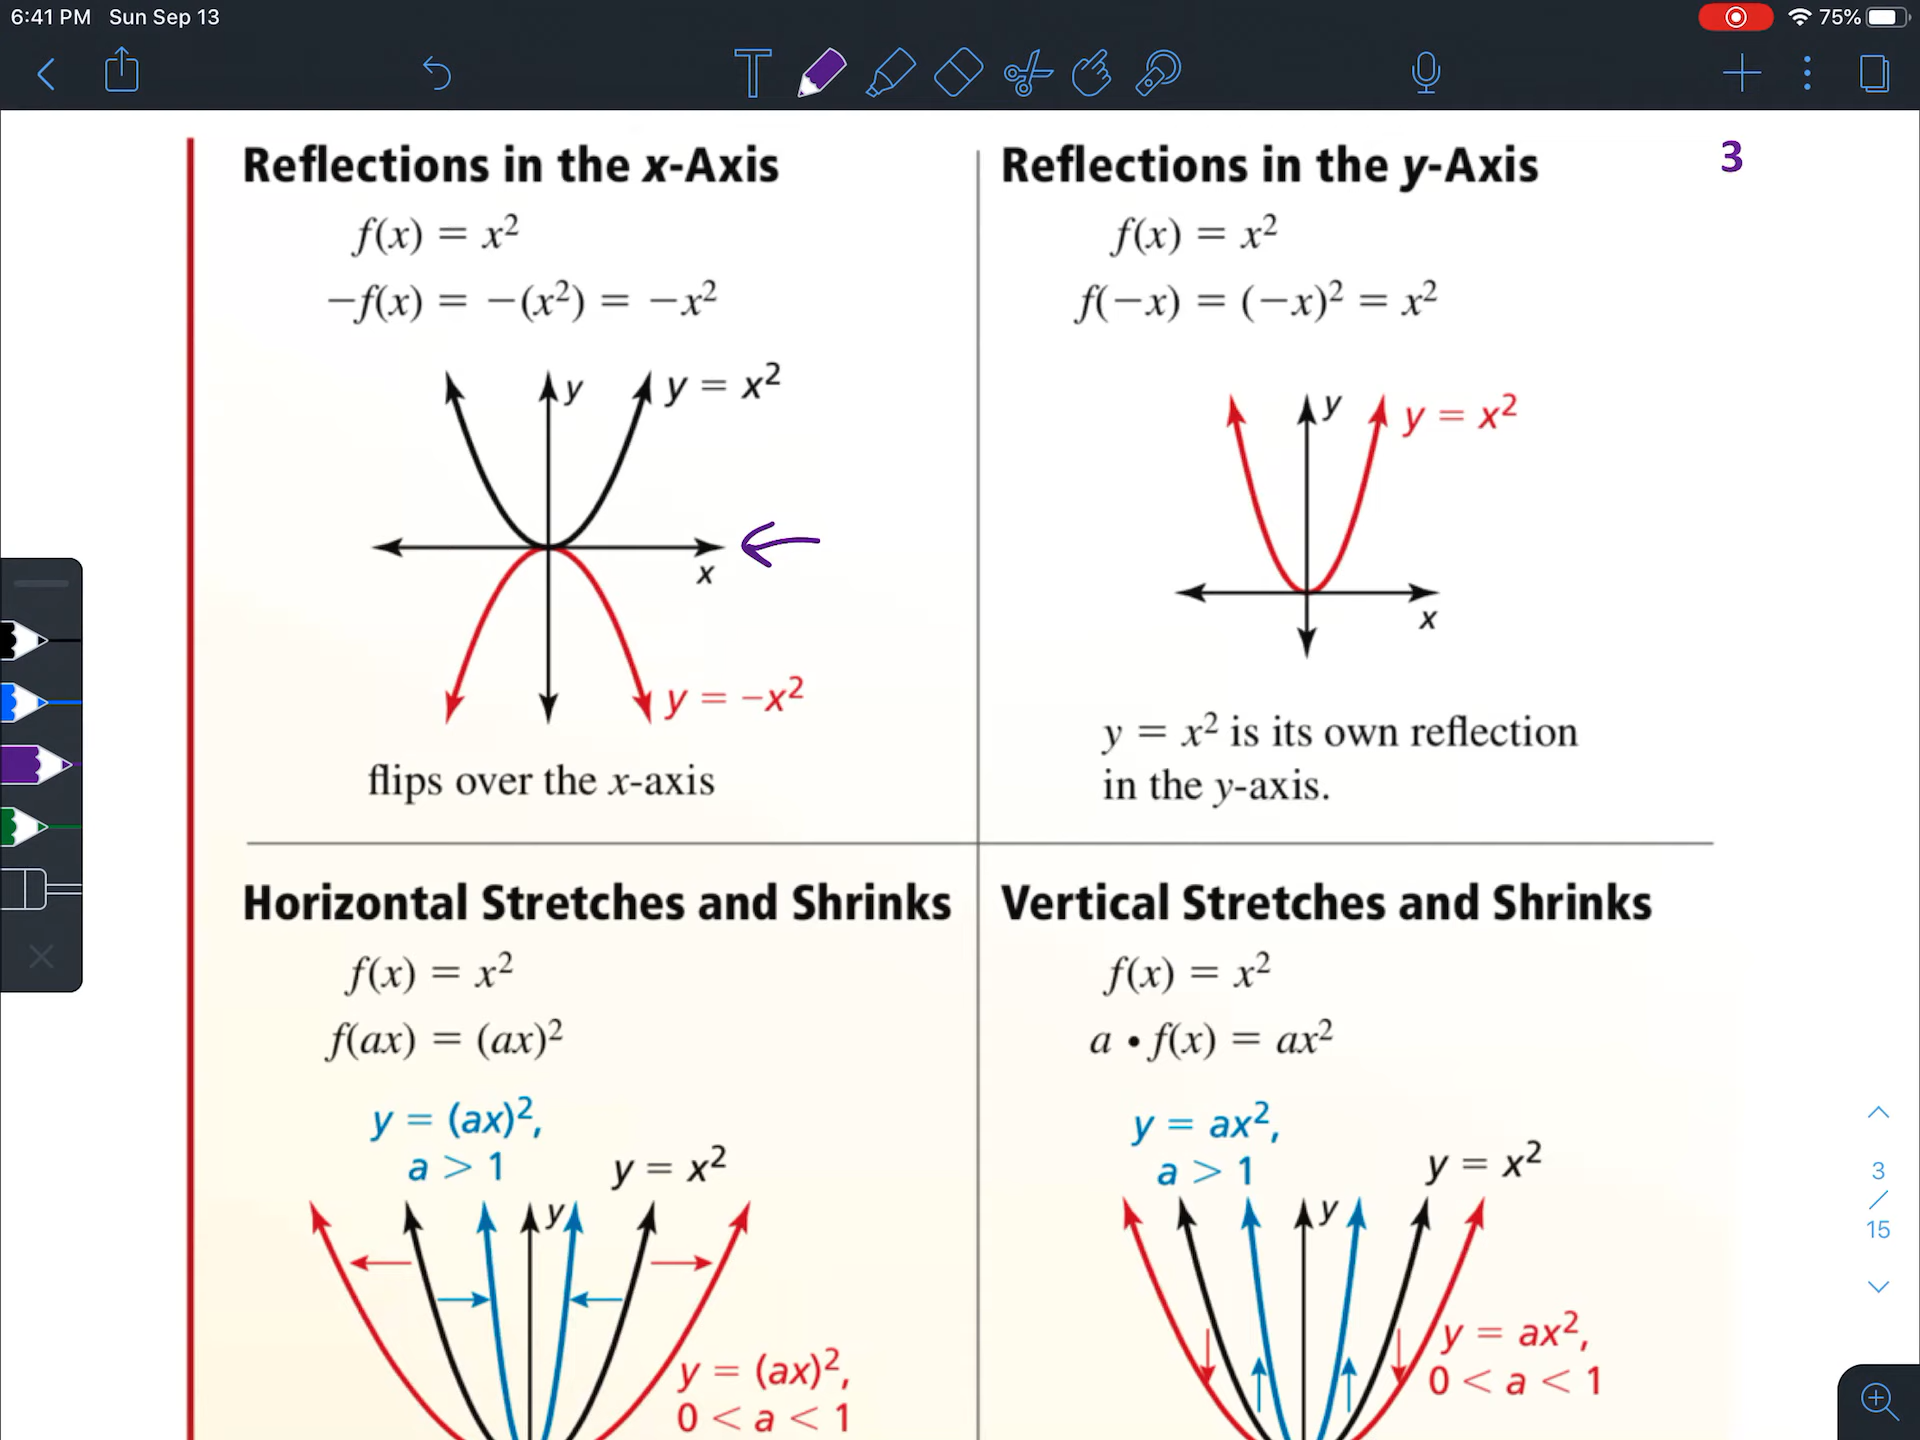 6:41 PM Sun Sep 13
75%
T
3
Reflections in the x-Axis
f(x) = x²
−f(x) = −(x²) = −x²
y
y = x²
x
y = −x²
flips over the x-axis
Reflections in the y-Axis
f(x) = x²
f(−x) = (−x)² = x²
y
y = x²
x
y = x² is its own reflection
in the y-axis.
Horizontal Stretches and Shrinks
f(x) = x²
f(ax) = (ax)²
y = (ax)²,
a > 1
y = x²
y
y = (ax)²,
0 < a < 1
Vertical Stretches and Shrinks
f(x) = x²
a • f(x) = ax²
y = ax²,
a > 1
y = x²
y
y = ax²,
0 < a < 1
3
/
15